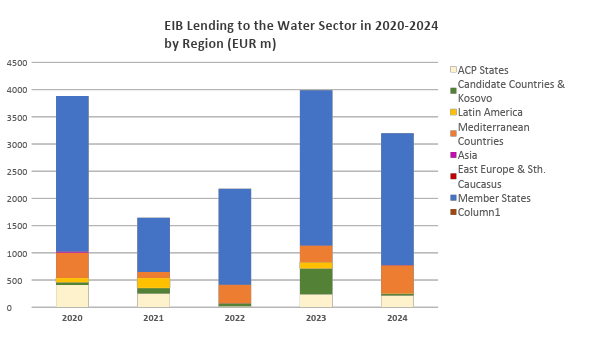 EIB Lending to the Water Sector in 2020-2024
by Region (EUR m)
4500
4000
3500
3000
2500
2000
1500
1000
500
0
2020
2021
2022
2023
2024
ACP States
Candidate Countries &
Kosovo
Latin America
Mediterranean
Countries
Asia
East Europe & Sth.
Caucasus
Member States
Column1